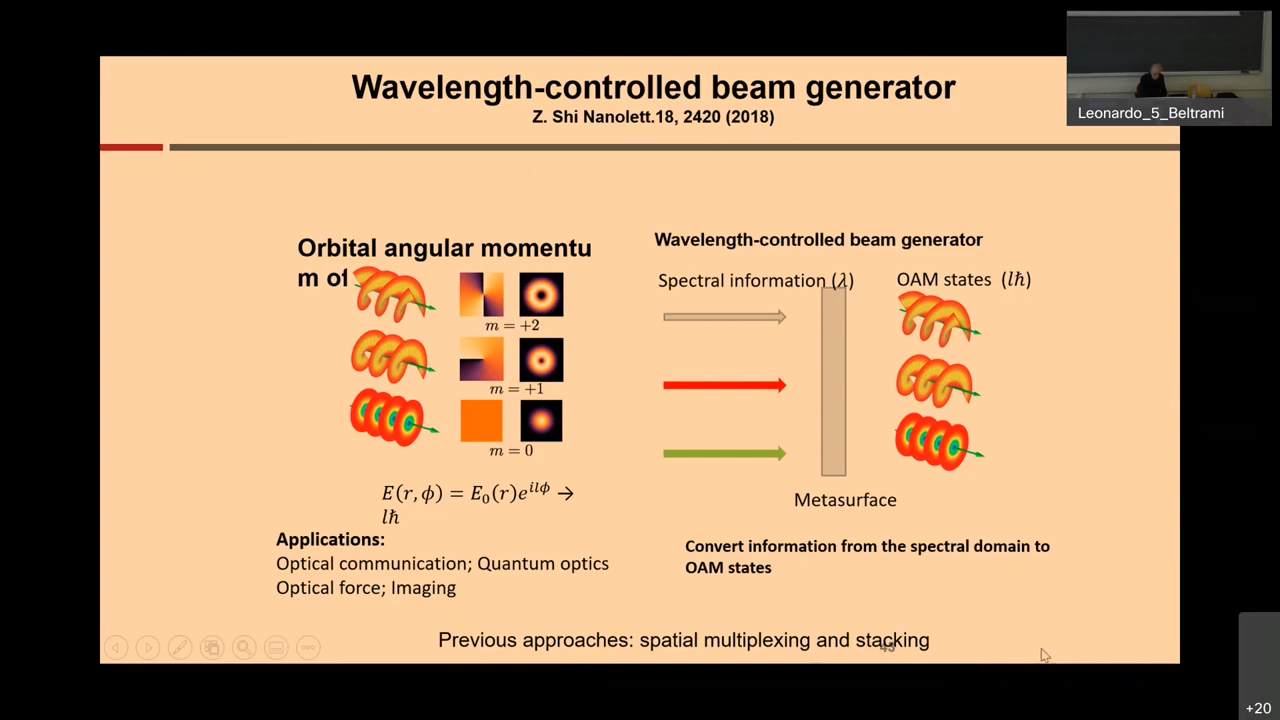 Wavelength-controlled beam generator
Z. Shi Nanolett.18, 2420 (2018)
Leonardo_5_Beltrami
Orbital angular momentu
m of
m = +2
m = +1
m = 0
E(r, ϕ) = E₀(r)e^{ilϕ} →
lℏ
Applications:
Optical communication; Quantum optics
Optical force; Imaging
Wavelength-controlled beam generator
Spectral information (λ)
OAM states (lℏ)
Metasurface
Convert information from the spectral domain to
OAM states
Previous approaches: spatial multiplexing and stacking
+20